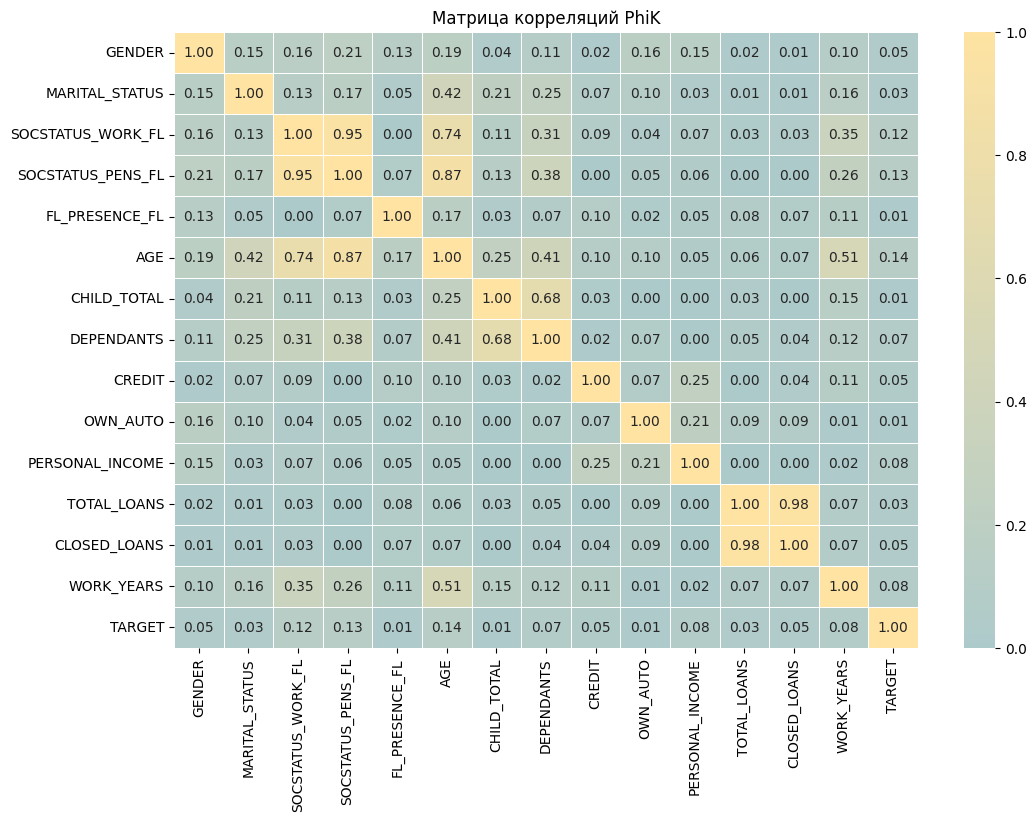 Матрица корреляций PhiK
GENDER 1.00 0.15 0.16 0.21 0.13 0.19 0.04 0.11 0.02 0.16 0.15 0.02 0.01 0.10 0.05
MARITAL_STATUS 0.15 1.00 0.13 0.17 0.05 0.42 0.21 0.25 0.07 0.10 0.03 0.01 0.01 0.16 0.03
SOCSTATUS_WORK_FL 0.16 0.13 1.00 0.95 0.00 0.74 0.11 0.31 0.09 0.04 0.07 0.03 0.03 0.35 0.12
SOCSTATUS_PENS_FL 0.21 0.17 0.95 1.00 0.07 0.87 0.13 0.38 0.00 0.05 0.06 0.00 0.00 0.26 0.13
FL_PRESENCE_FL 0.13 0.05 0.00 0.07 1.00 0.17 0.03 0.07 0.10 0.02 0.05 0.08 0.07 0.11 0.01
AGE 0.19 0.42 0.74 0.87 0.17 1.00 0.25 0.41 0.10 0.10 0.05 0.06 0.07 0.51 0.14
CHILD_TOTAL 0.04 0.21 0.11 0.13 0.03 0.25 1.00 0.68 0.03 0.00 0.00 0.03 0.00 0.15 0.01
DEPENDANTS 0.11 0.25 0.31 0.38 0.07 0.41 0.68 1.00 0.02 0.07 0.00 0.05 0.04 0.12 0.07
CREDIT 0.02 0.07 0.09 0.00 0.10 0.10 0.03 0.02 1.00 0.07 0.25 0.00 0.04 0.11 0.05
OWN_AUTO 0.16 0.10 0.04 0.05 0.02 0.10 0.00 0.07 0.07 1.00 0.21 0.09 0.09 0.01 0.01
PERSONAL_INCOME 0.15 0.03 0.07 0.06 0.05 0.05 0.00 0.00 0.25 0.21 1.00 0.00 0.00 0.02 0.08
TOTAL_LOANS 0.02 0.01 0.03 0.00 0.08 0.06 0.03 0.05 0.00 0.09 0.00 1.00 0.98 0.07 0.03
CLOSED_LOANS 0.01 0.01 0.03 0.00 0.07 0.07 0.00 0.04 0.04 0.09 0.00 0.98 1.00 0.07 0.05
WORK_YEARS 0.10 0.16 0.35 0.26 0.11 0.51 0.15 0.12 0.11 0.01 0.02 0.07 0.07 1.00 0.08
TARGET 0.05 0.03 0.12 0.13 0.01 0.14 0.01 0.07 0.05 0.01 0.08 0.03 0.05 0.08 1.00
GENDER
MARITAL_STATUS
SOCSTATUS_WORK_FL
SOCSTATUS_PENS_FL
FL_PRESENCE_FL
AGE
CHILD_TOTAL
DEPENDANTS
CREDIT
OWN_AUTO
PERSONAL_INCOME
TOTAL_LOANS
CLOSED_LOANS
WORK_YEARS
TARGET
1.0
0.8
0.6
0.4
0.2
0.0